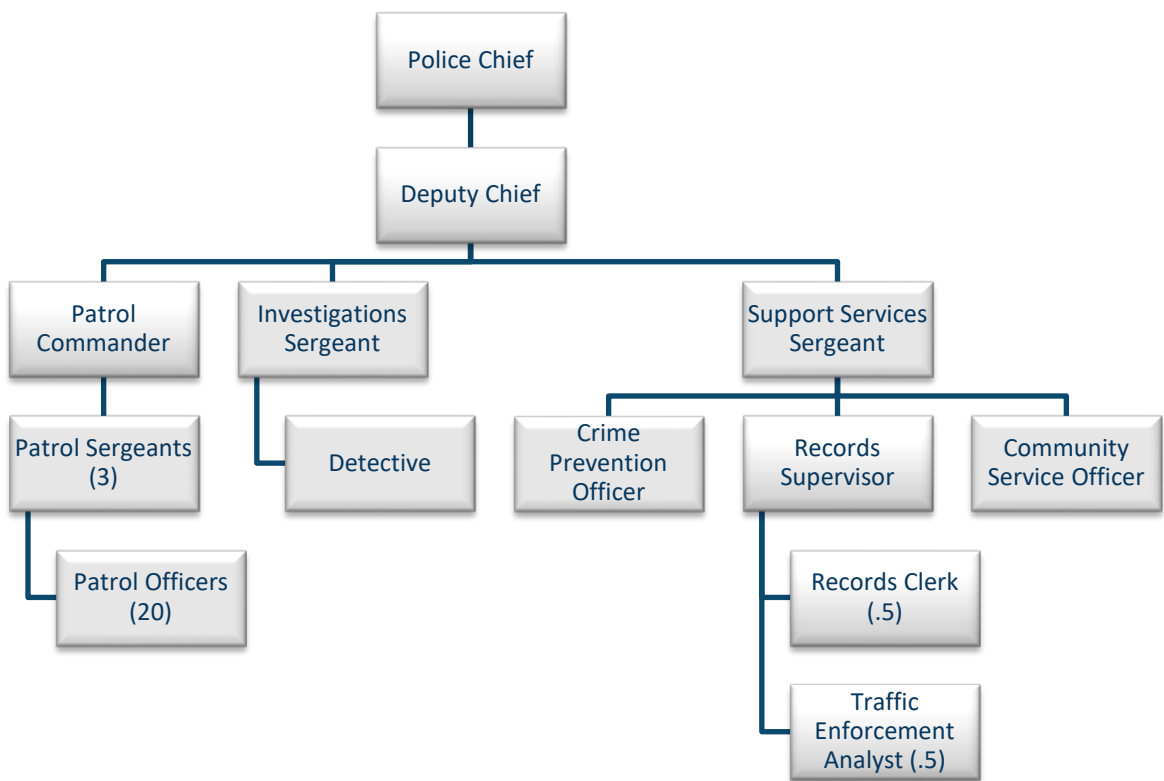 Police Chief
Deputy Chief
Patrol
Commander
Investigations
Sergeant
Support Services
Sergeant
Patrol Sergeants
(3)
Detective
Crime
Prevention
Officer
Records
Supervisor
Community
Service Officer
Patrol Officers
(20)
Records Clerk
(.5)
Traffic
Enforcement
Analyst (.5)